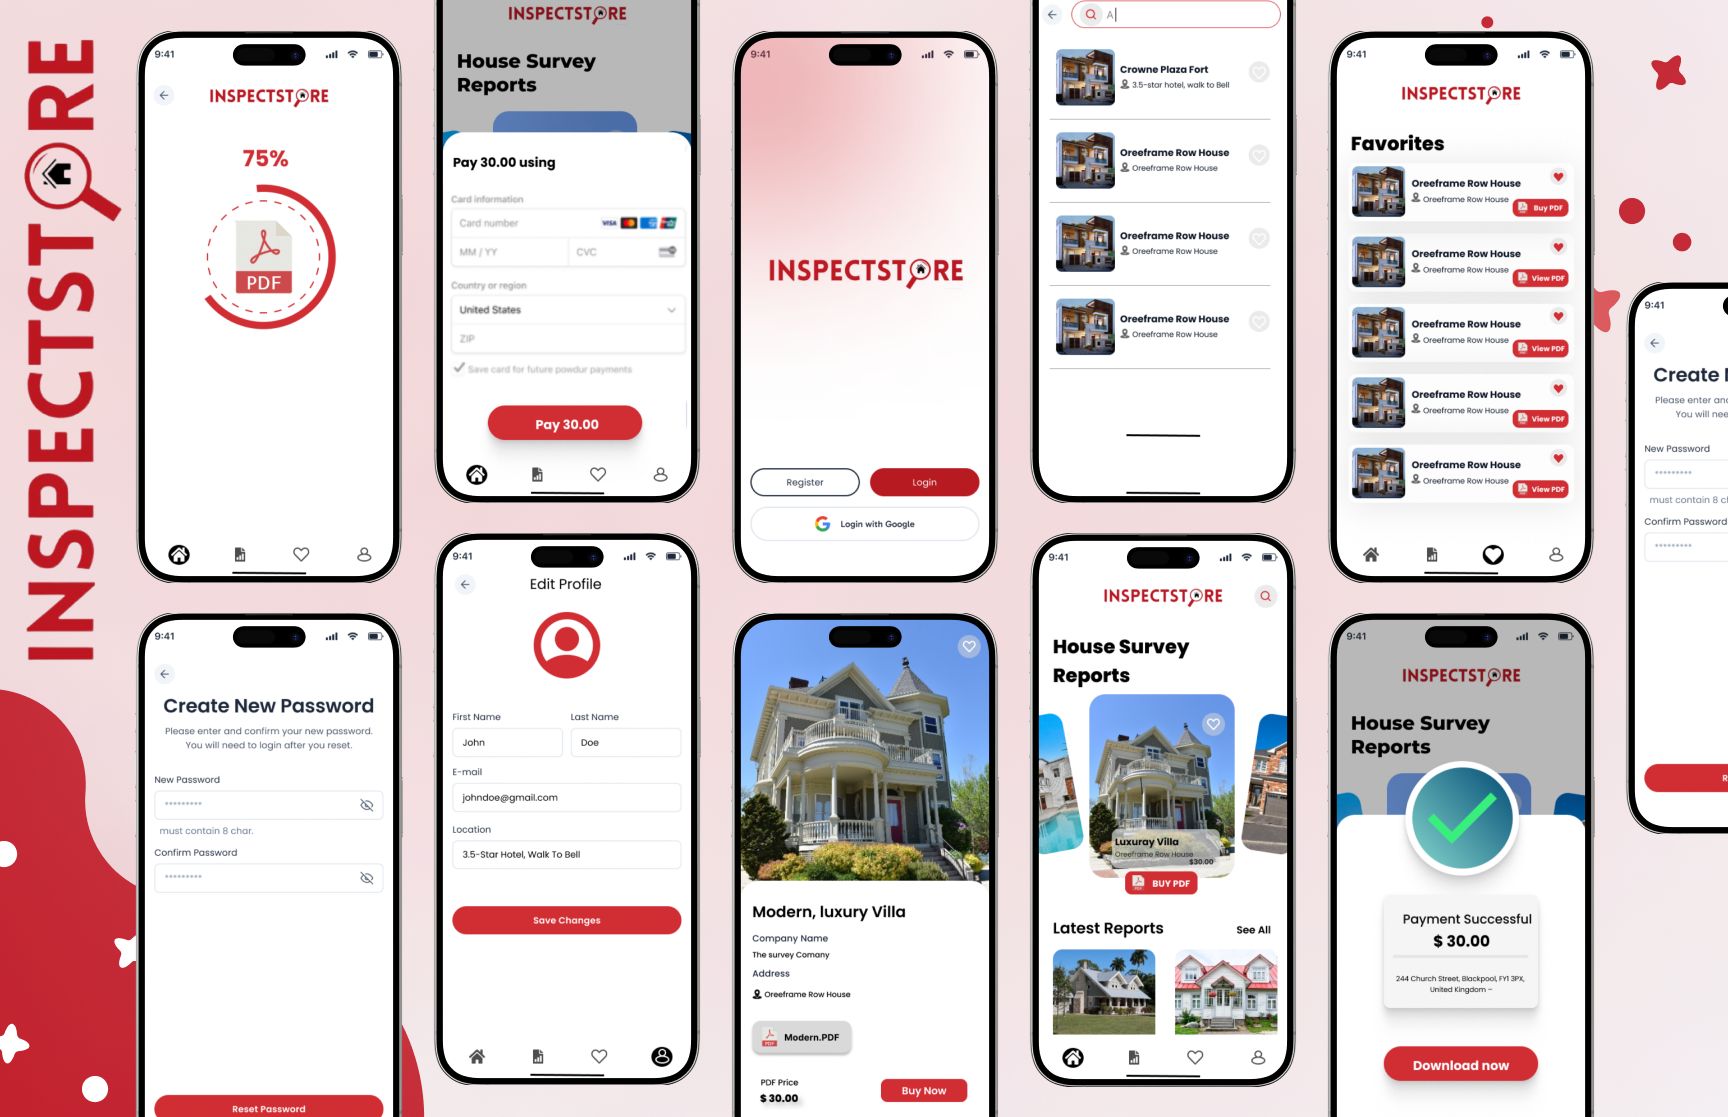 INSPECTSTORE
9:41
INSPECTSTORE
75%
PDF
9:41
Create New Password
Please enter and confirm your new password.
You will need to login after you reset.
New Password
must contain 8 char.
Confirm Password
Reset Password
INSPECTSTORE
House Survey
Reports
Pay 30.00 using
Card information
Card number
VISA
MM / YY
CVC
Country or region
United States
ZIP
Save card for future powdur payments
Pay 30.00
9:41
Edit Profile
First Name
Last Name
John
Doe
E-mail
johndoe@gmail.com
Location
3.5-Star Hotel, Walk To Bell
Save Changes
9:41
INSPECTSTORE
Register
Login
Login with Google
Modern, luxury Villa
Company Name
The survey Comany
Address
Oreeframe Row House
Modern.PDF
PDF Price
$ 30.00
Buy Now
A
Crowne Plaza Fort
3.5-star hotel, walk to Bell
Oreeframe Row House
Oreeframe Row House
Oreeframe Row House
Oreeframe Row House
Oreeframe Row House
Oreeframe Row House
9:41
INSPECTSTORE
House Survey
Reports
Luxuray Villa
Oreeframe Row House
$30.00
BUY PDF
Latest Reports
See All
9:41
INSPECTSTORE
Favorites
Oreeframe Row House
Oreeframe Row House
Buy PDF
Oreeframe Row House
Oreeframe Row House
View PDF
Oreeframe Row House
Oreeframe Row House
View PDF
Oreeframe Row House
Oreeframe Row House
View PDF
Oreeframe Row House
Oreeframe Row House
View PDF
9:41
INSPECTSTORE
House Survey
Reports
Payment Successful
$ 30.00
244 Church Street, Blackpool, FY1 3PX,
United Kingdom –
Download now
9:41
Create
Please enter
You will
New Password
must contain 8
Confirm Password